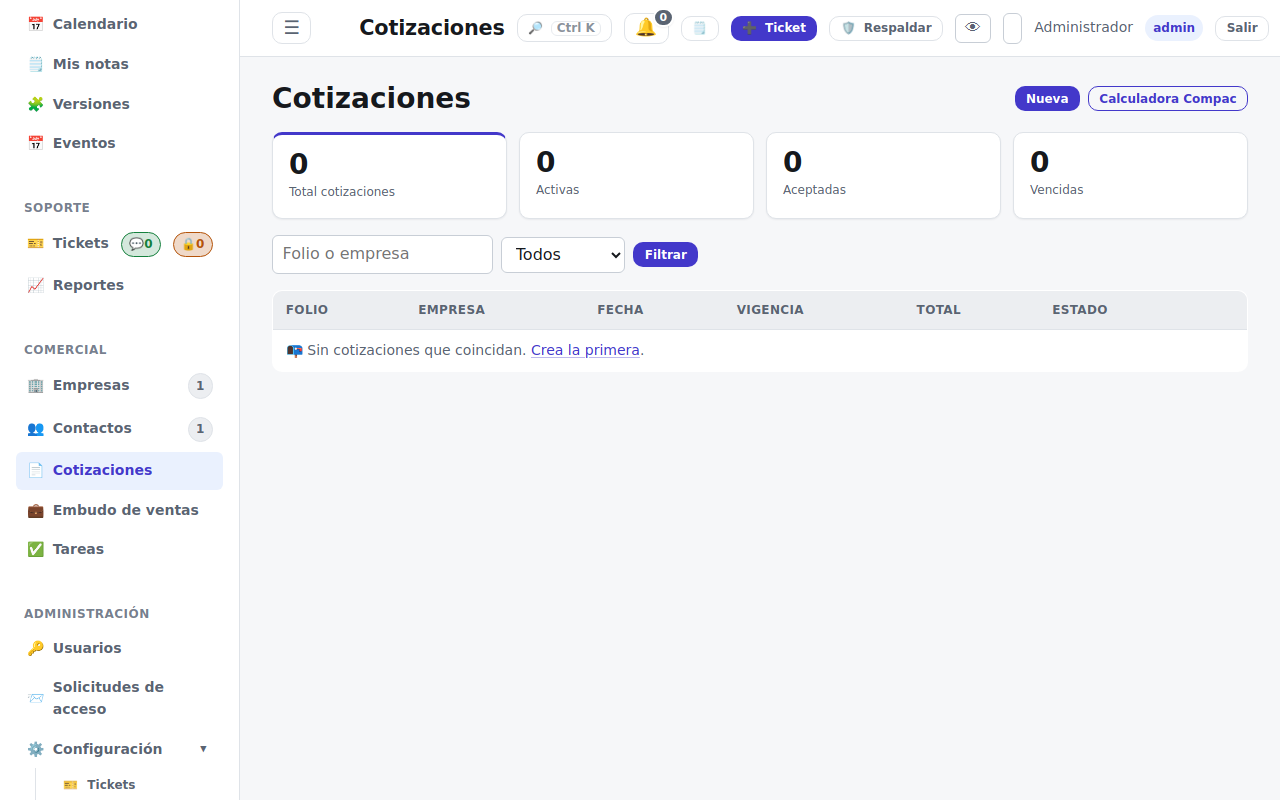 Calendario
Mis notas
Versiones
Eventos
SOPORTE
Tickets 0 0
Reportes
COMERCIAL
Empresas 1
Contactos 1
Cotizaciones
Embudo de ventas
Tareas
ADMINISTRACIÓN
Usuarios
Solicitudes de
acceso
Configuración
Tickets
Cotizaciones Ctrl K 0 Ticket Respaldar Administrador admin Salir
Cotizaciones
Nueva Calculadora Compac
0
Total cotizaciones
0
Activas
0
Aceptadas
0
Vencidas
Folio o empresa Todos Filtrar
FOLIO EMPRESA FECHA VIGENCIA TOTAL ESTADO
Sin cotizaciones que coincidan. Crea la primera.